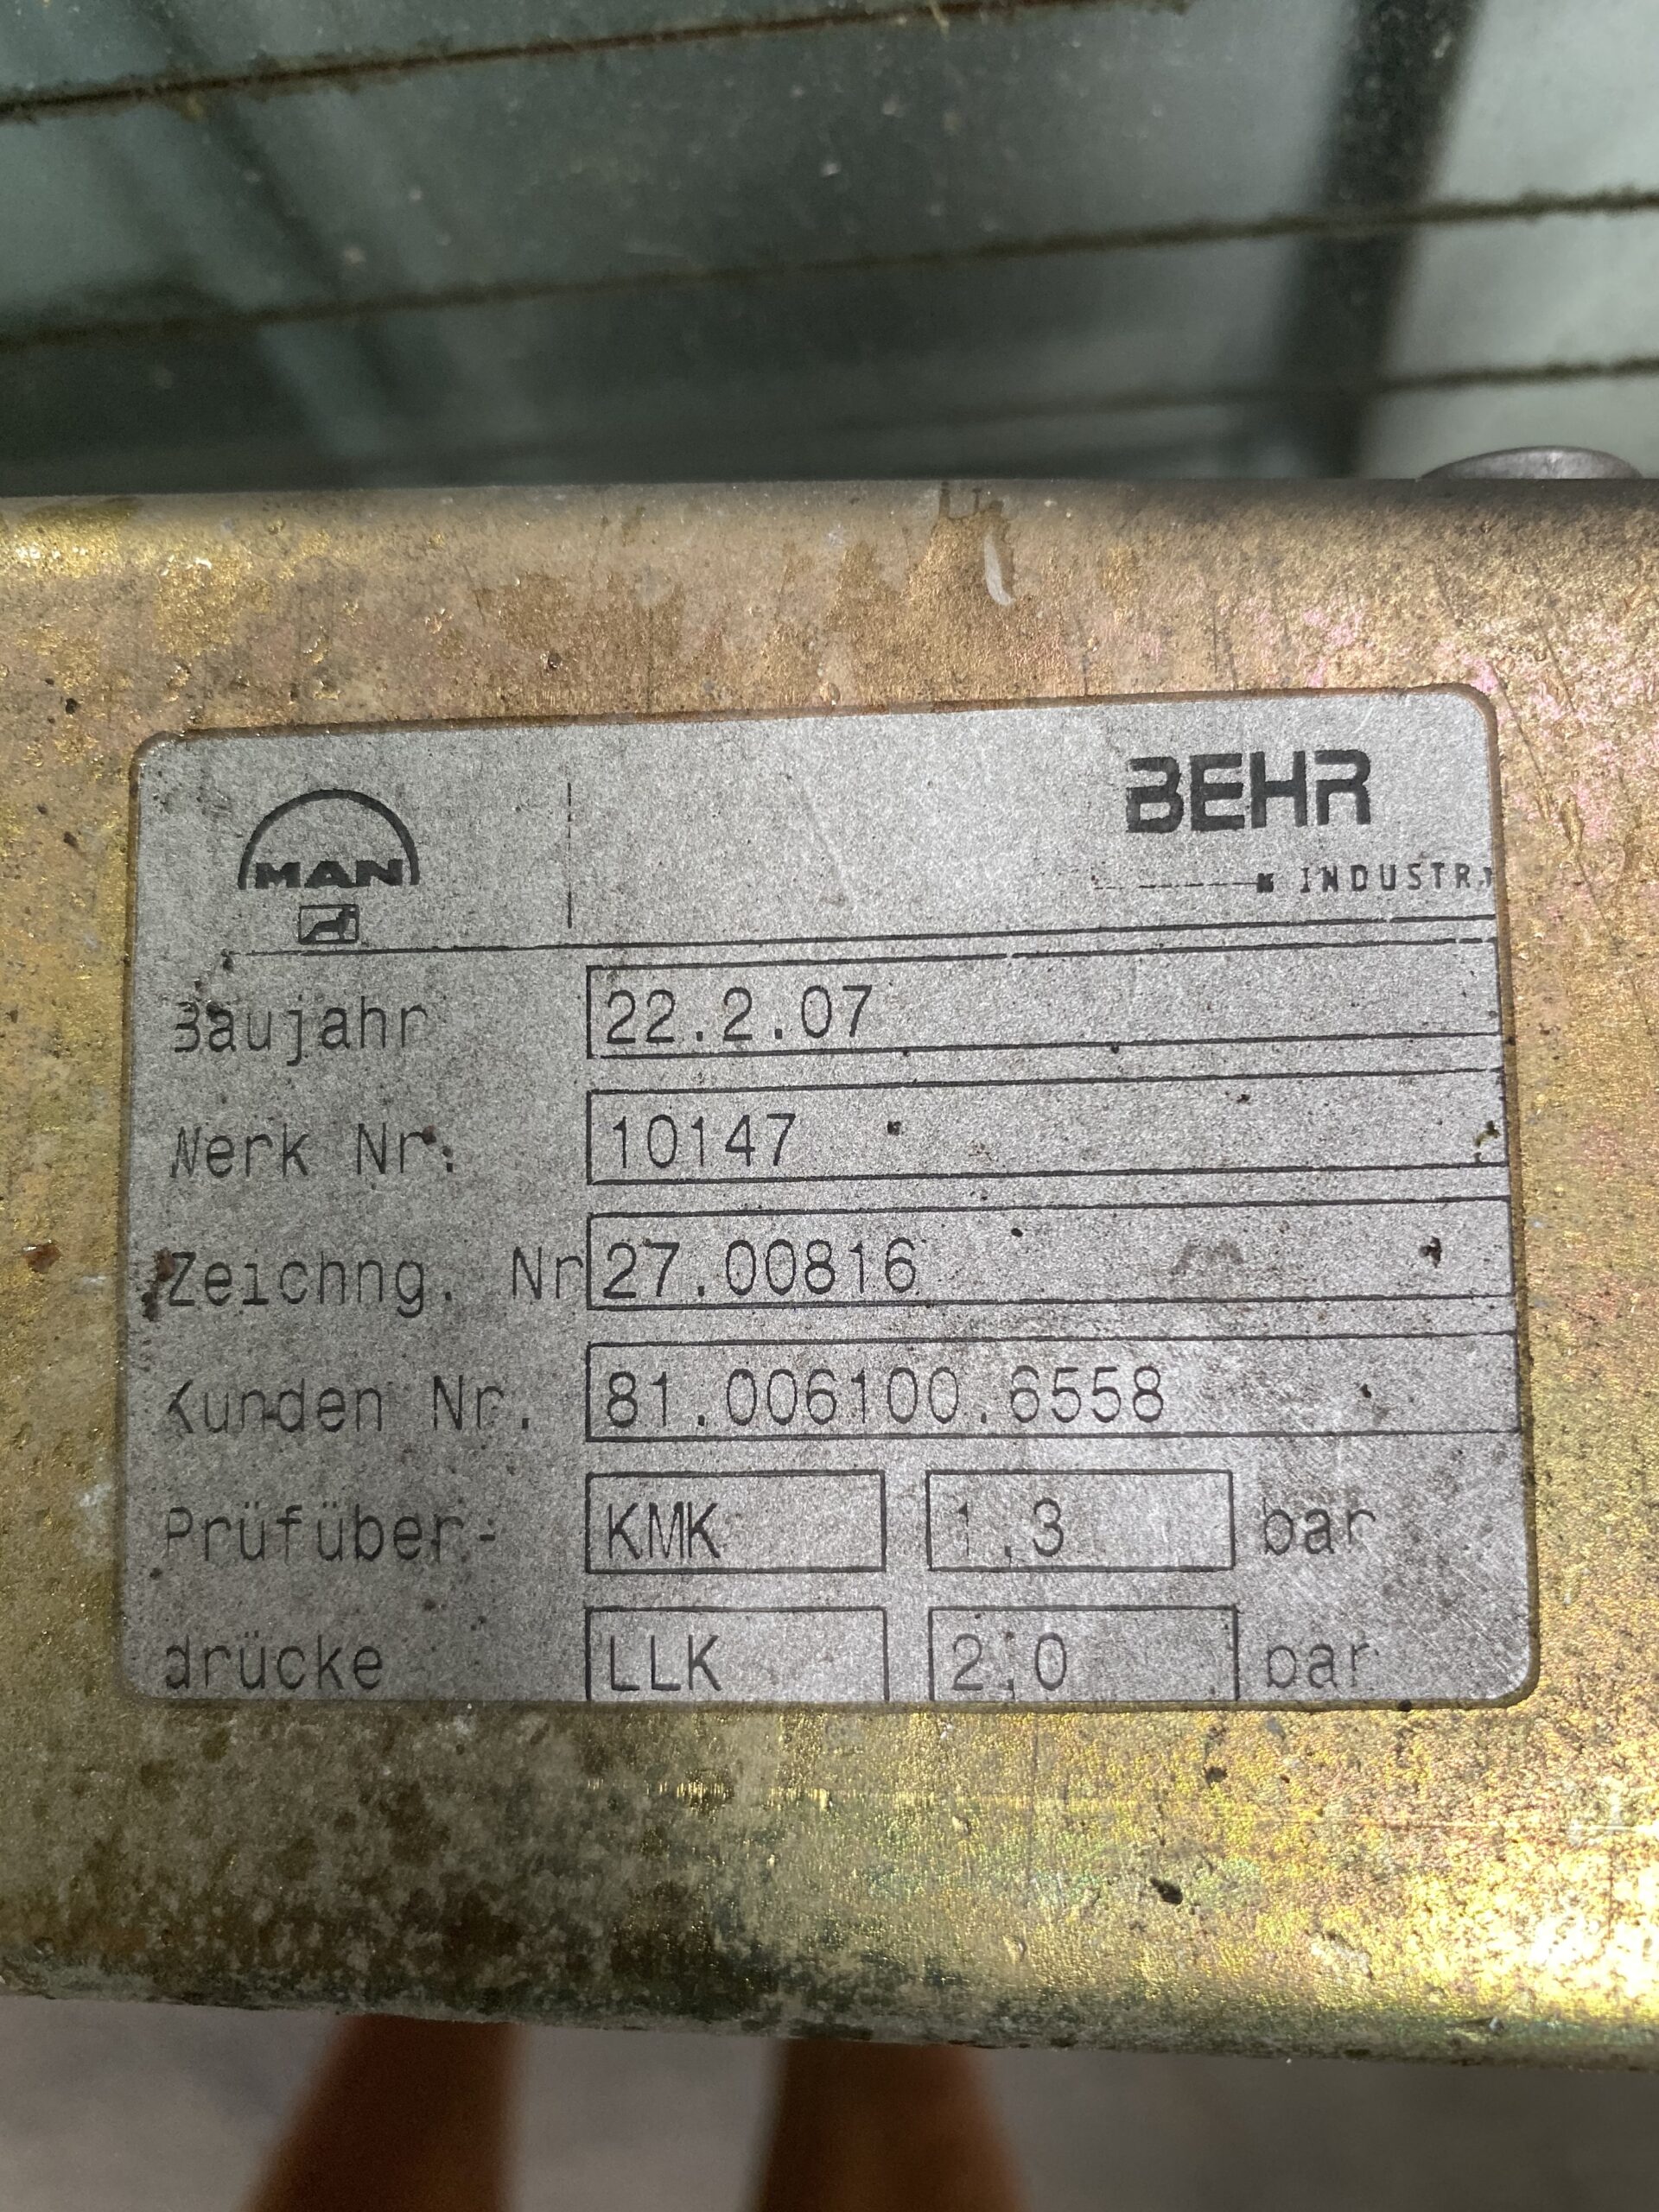 MAN
BEHR
INDUSTRY
Baujahr 22.2.07
Werk Nr. 10147
Zeichng. Nr 27.00816
Kunden Nr. 81.006100.6558
Prüfüber- KMK 1.3 bar
drücke LLK 2.0 bar